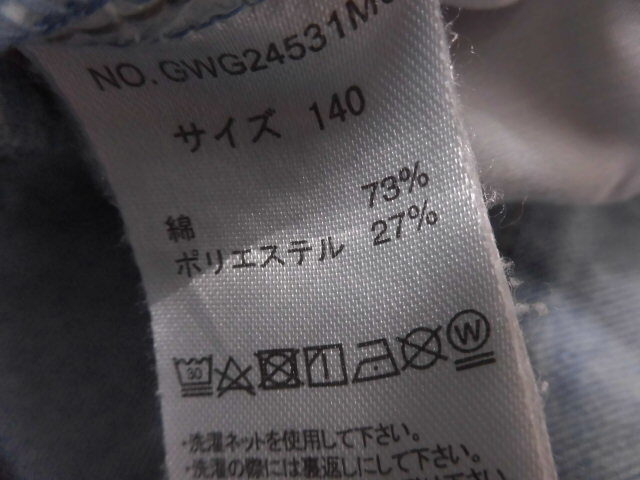 NO.GWG24531M
サイズ 140
綿 73%
ポリエステル 27%
30
W
・洗濯ネットを使用して下さい。
・洗濯の際には裏返しにして下さい。